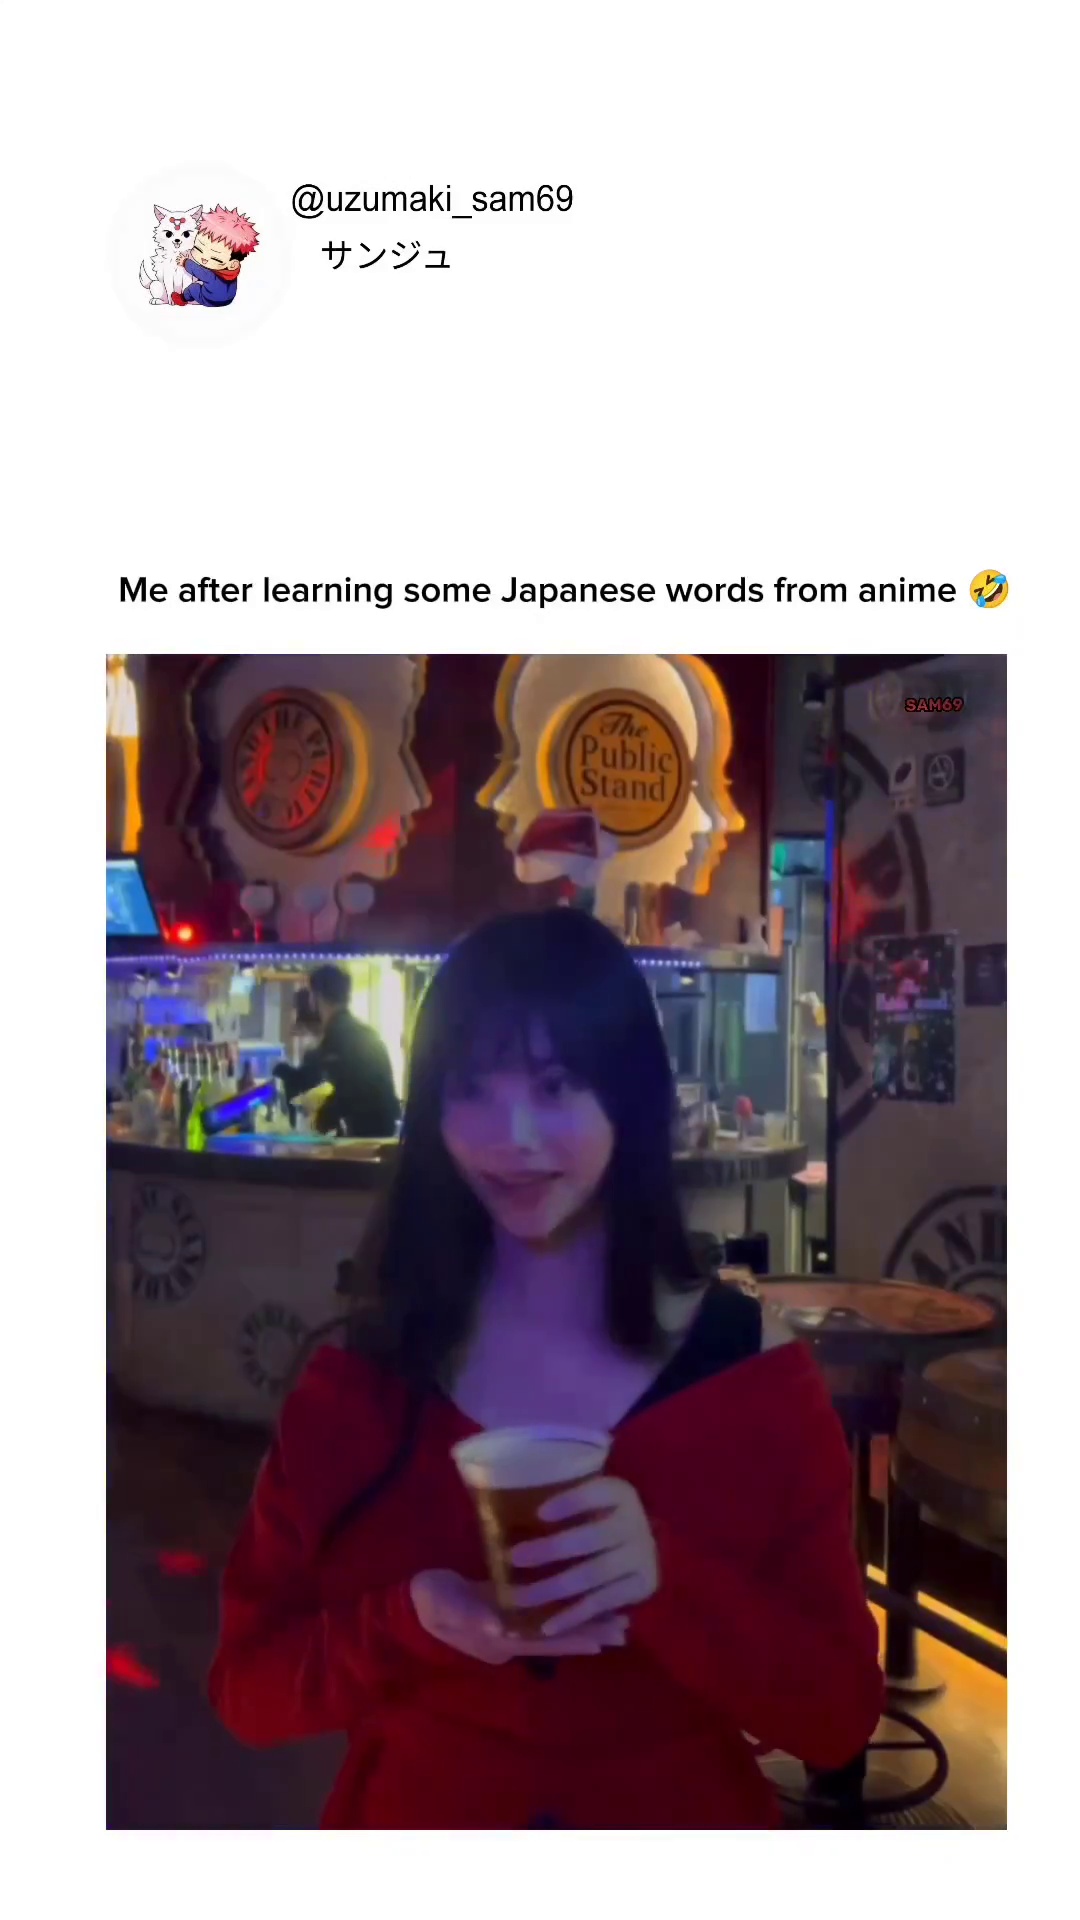 @uzumaki_sam69
サンジュ
Me after learning some Japanese words from anime 🤣
SAM69
The
Public
Stand